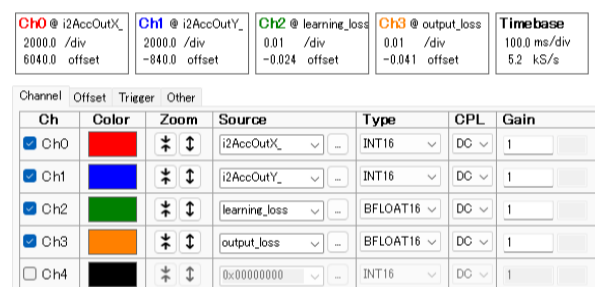 Ch0 @ i2AccOutX_ Ch1 @ i2AccOutY_ Ch2 @ learning_loss Ch3 @ output_loss Timebase
2000.0 /div 2000.0 /div 0.01 /div 0.01 /div 100.0 ms/div
6040.0 offset -840.0 offset -0.024 offset -0.041 offset 5.2 kS/s
Channel Offset Trigger Other
Ch Color Zoom Source Type CPL Gain
Ch0 i2AccOutX_ ... INT16 DC 1
Ch1 i2AccOutY_ ... INT16 DC 1
Ch2 learning_loss ... BFLOAT16 DC 1
Ch3 output_loss ... BFLOAT16 DC 1
Ch4 0x00000000 ... INT16 DC 1